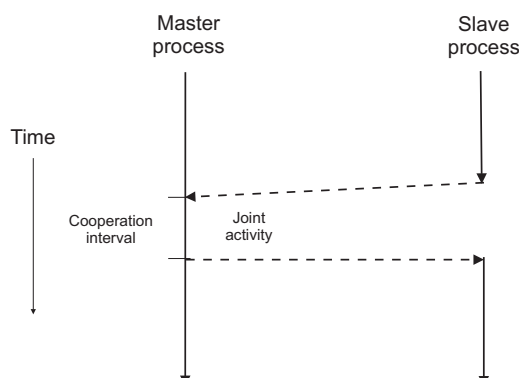 Master
process
Slave
process
Time
Cooperation
interval
Joint
activity